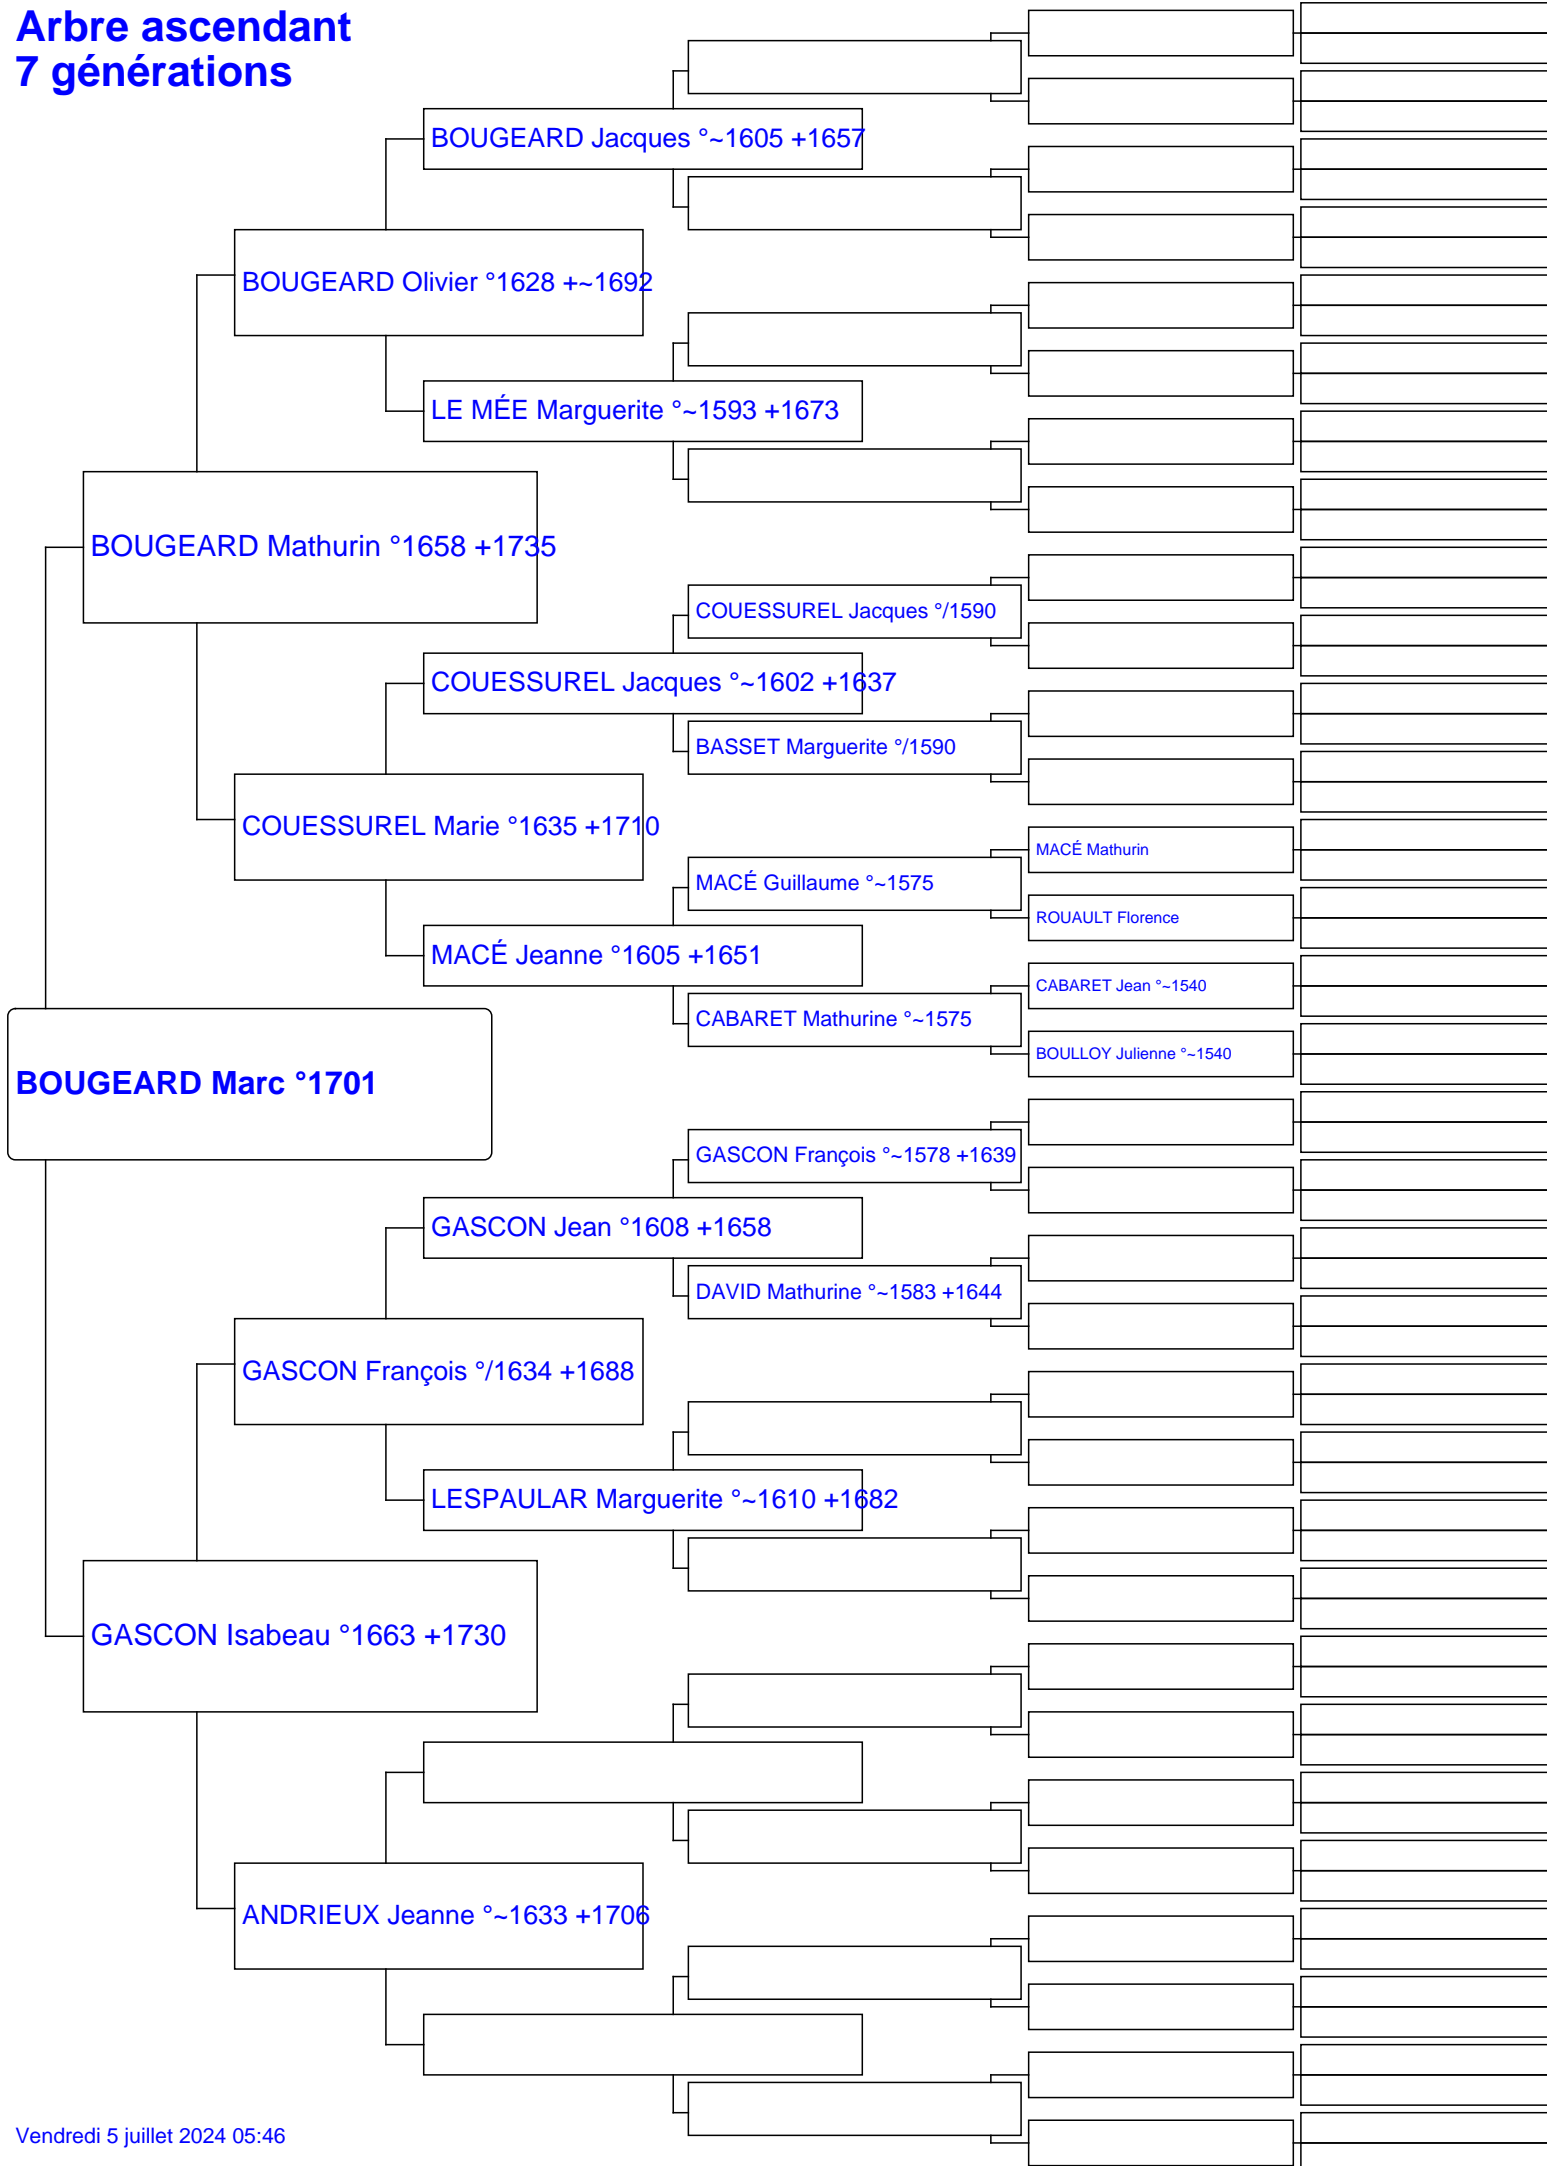 Arbre ascendant
7 générations
BOUGEARD Jacques °~1605 +1657
BOUGEARD Olivier °1628 +~1692
LE MÉE Marguerite °~1593 +1673
BOUGEARD Mathurin °1658 +1735
COUESSUREL Jacques °/1590
COUESSUREL Jacques °~1602 +1637
BASSET Marguerite °/1590
COUESSUREL Marie °1635 +1710
MACÉ Mathurin
MACÉ Guillaume °~1575
ROUAULT Florence
MACÉ Jeanne °1605 +1651
CABARET Jean °~1540
CABARET Mathurine °~1575
BOULLOY Julienne °~1540
BOUGEARD Marc °1701
GASCON François °~1578 +1639
GASCON Jean °1608 +1658
DAVID Mathurine °~1583 +1644
GASCON François °/1634 +1688
LESPAULAR Marguerite °~1610 +1682
GASCON Isabeau °1663 +1730
ANDRIEUX Jeanne °~1633 +1706
Vendredi 5 juillet 2024 05:46